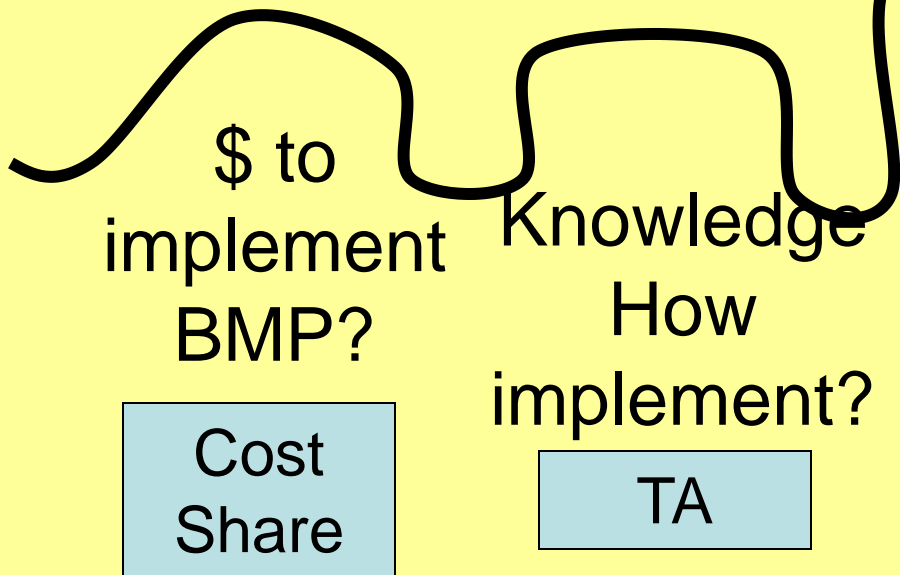 $ to
implement
BMP?
Cost
Share
Knowledge
How
implement?
TA